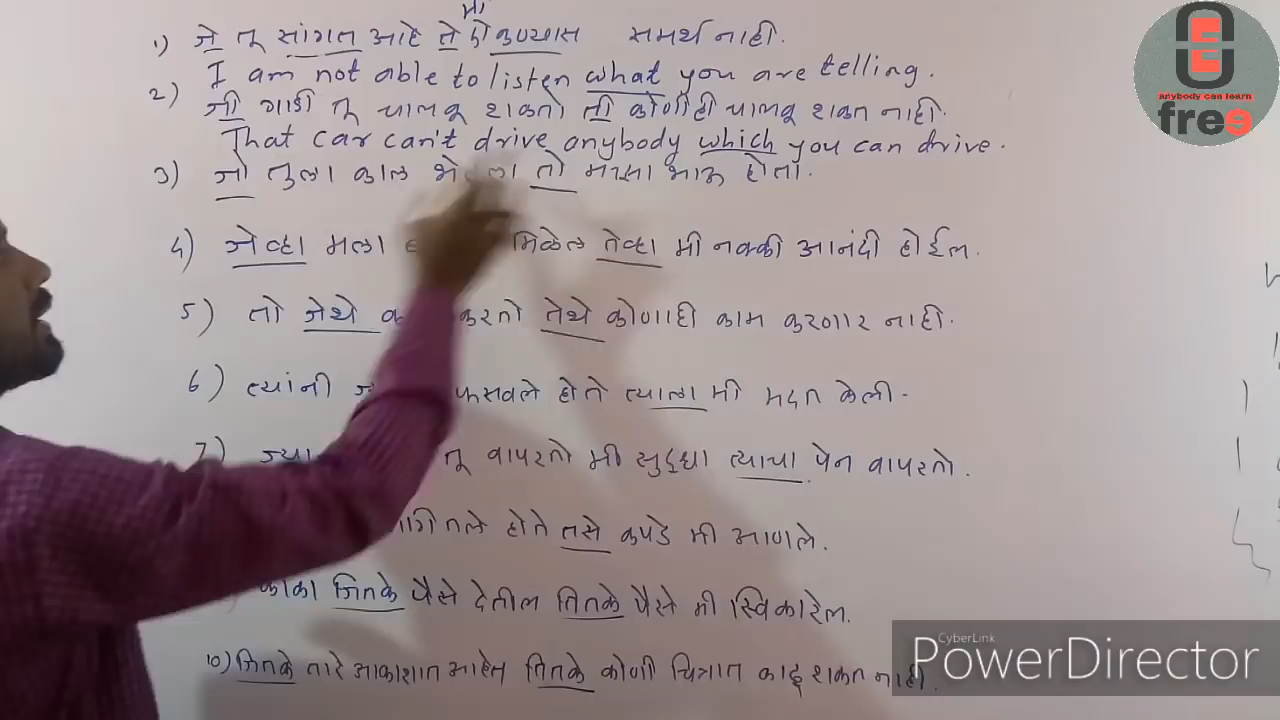 मी
1) जे तू सांगत आहे ते ऐकण्यास समर्थ नाही.
I am not able to listen what you are telling.
2) जी गाडी तू चालवू शकतो ती कोणीही चालवू शकत नाही.
That car can't drive anybody which you can drive.
3) जो तुला काल भेटला तो माझा भाऊ होता.
4) जेव्हा मला मिळेल तेव्हा मी नक्की आनंदी होईल.
5) तो जेथे करतो तेथे कोणाही काम करणार नाही.
6) त्यांनी फसवले होते त्याला मी मदत केली.
7) ज्या तू वापरतो मी सुद्धा त्याचा पेन वापरतो.
होते तसे कपडे मी आणले.
काका जितके पैसे देतील तितके पैसे मी स्विकारेल.
10) जितके तारे आकाशात आहेत तितके कोणी चित्रात काढू शकत नाही.
EEE
anybody can learn
free
CyberLink
PowerDirector